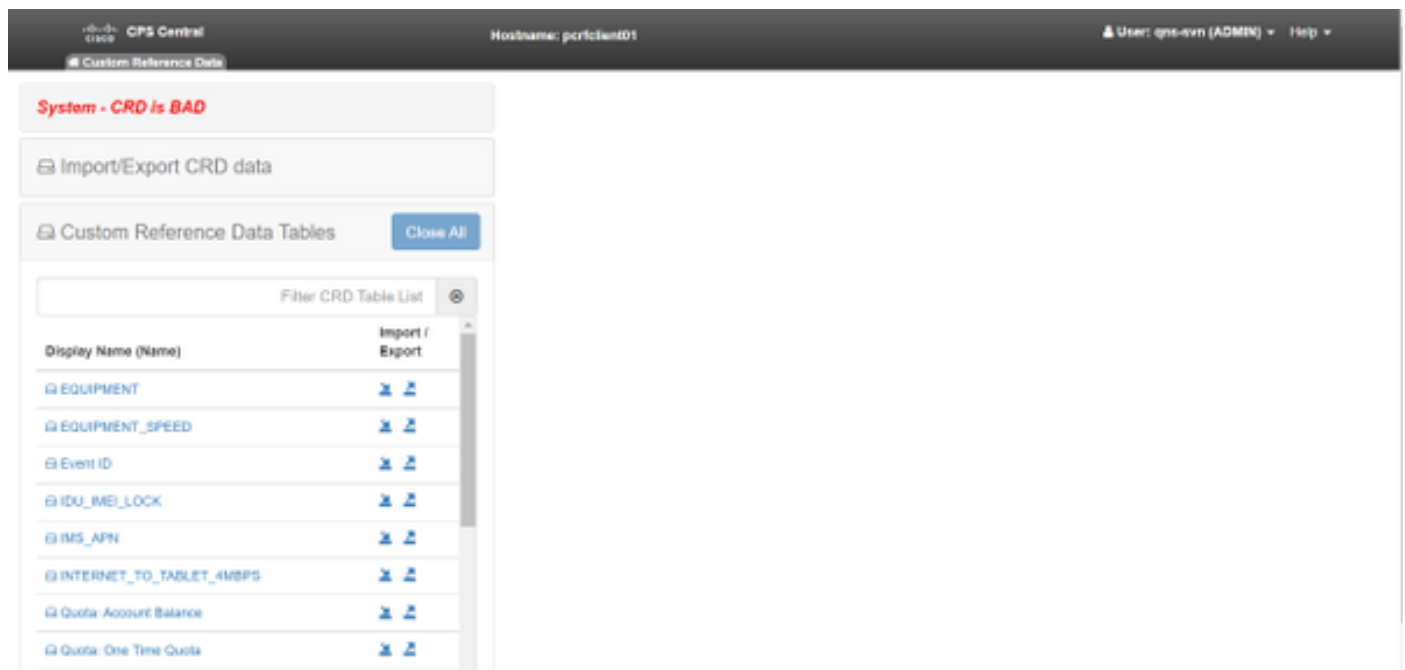 cisco CPS Central
Hostname: pcrfclient01
User: qns-svn (ADMIN) Help
Custom Reference Data
System - CRD is BAD
Import/Export CRD data
Custom Reference Data Tables
Close All
Filter CRD Table List
Display Name (Name) Import / Export
EQUIPMENT
EQUIPMENT_SPEED
Event ID
IDU_IMEI_LOCK
IMS_APN
INTERNET_TO_TABLET_4MBPS
Quota: Account Balance
Quota: One Time Quota